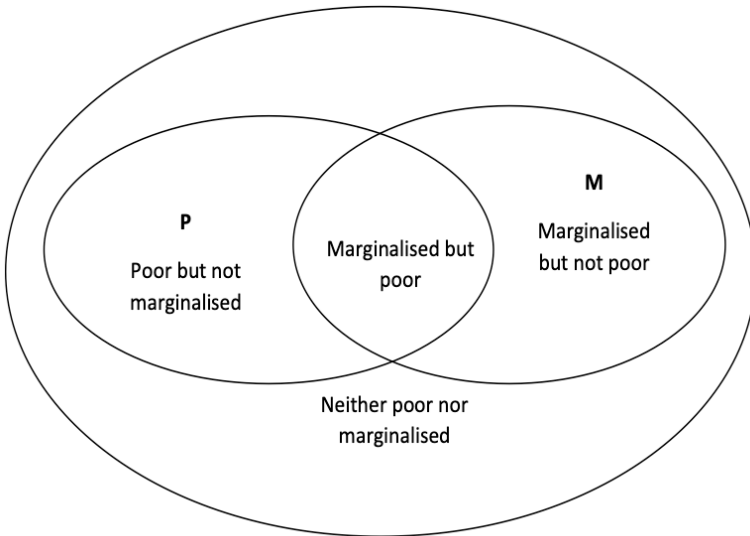 P
Poor but not
marginalised
Marginalised but
poor
M
Marginalised
but not poor
Neither poor nor
marginalised